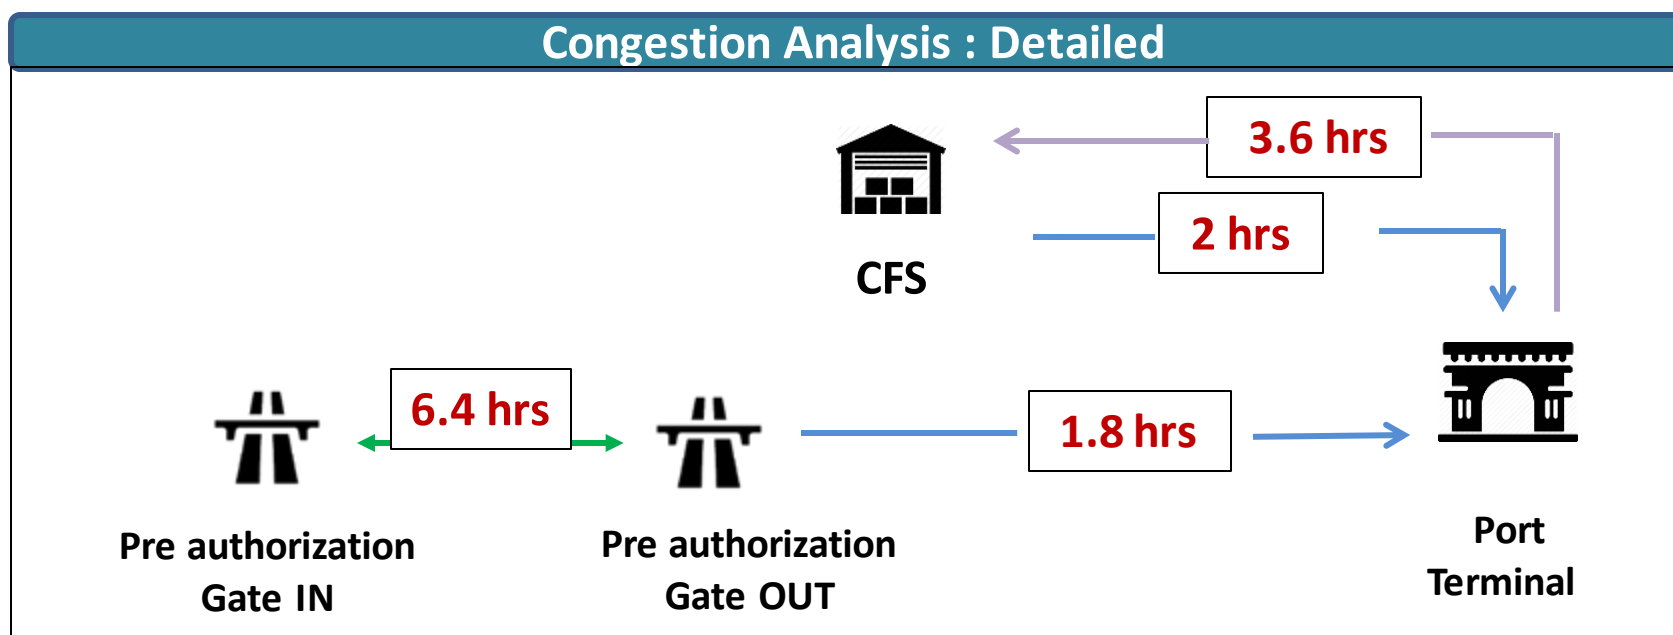 Congestion Analysis : Detailed
3.6 hrs
2 hrs
CFS
6.4 hrs
1.8 hrs
Pre authorization
Gate IN
Pre authorization
Gate OUT
Port
Terminal